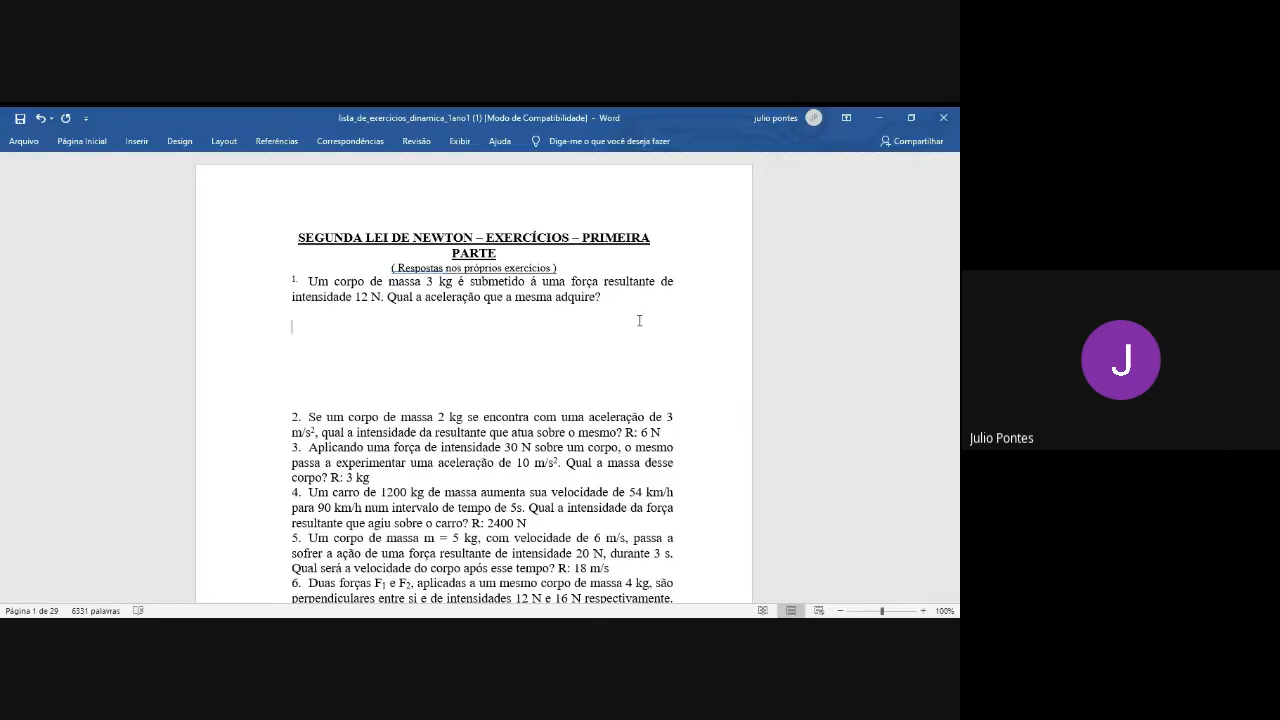 lista_de_exercicios_dinamica_1ano1 (1) [Modo de Compatibilidade] - Word
julio pontes
JP
Arquivo Página Inicial Inserir Design Layout Referências Correspondências Revisão Exibir Ajuda Diga-me o que você deseja fazer Compartilhar
SEGUNDA LEI DE NEWTON – EXERCÍCIOS – PRIMEIRA
PARTE
( Respostas nos próprios exercícios )
1. Um corpo de massa 3 kg é submetido á uma força resultante de
intensidade 12 N. Qual a aceleração que a mesma adquire?
2. Se um corpo de massa 2 kg se encontra com uma aceleração de 3
m/s², qual a intensidade da resultante que atua sobre o mesmo? R: 6 N
3. Aplicando uma força de intensidade 30 N sobre um corpo, o mesmo
passa a experimentar uma aceleração de 10 m/s². Qual a massa desse
corpo? R: 3 kg
4. Um carro de 1200 kg de massa aumenta sua velocidade de 54 km/h
para 90 km/h num intervalo de tempo de 5s. Qual a intensidade da força
resultante que agiu sobre o carro? R: 2400 N
5. Um corpo de massa m = 5 kg, com velocidade de 6 m/s, passa a
sofrer a ação de uma força resultante de intensidade 20 N, durante 3 s.
Qual será a velocidade do corpo após esse tempo? R: 18 m/s
6. Duas forças F₁ e F₂, aplicadas a um mesmo corpo de massa 4 kg, são
perpendiculares entre si e de intensidades 12 N e 16 N respectivamente.
Página 1 de 29 6331 palavras 100%
J
Julio Pontes